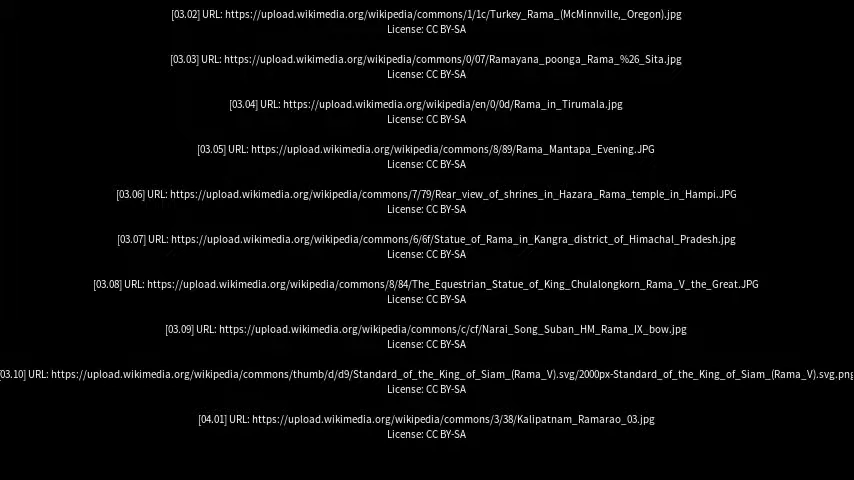 [03.02] URL: https://upload.wikimedia.org/wikipedia/commons/1/1c/Turkey_Rama_(McMinnville,_Oregon).jpg
License: CC BY-SA
[03.03] URL: https://upload.wikimedia.org/wikipedia/commons/0/07/Ramayana_poonga_Rama_%26_Sita.jpg
License: CC BY-SA
[03.04] URL: https://upload.wikimedia.org/wikipedia/en/0/0d/Rama_in_Tirumala.jpg
License: CC BY-SA
[03.05] URL: https://upload.wikimedia.org/wikipedia/commons/8/89/Rama_Mantapa_Evening.JPG
License: CC BY-SA
[03.06] URL: https://upload.wikimedia.org/wikipedia/commons/7/79/Rear_view_of_shrines_in_Hazara_Rama_temple_in_Hampi.JPG
License: CC BY-SA
[03.07] URL: https://upload.wikimedia.org/wikipedia/commons/6/6f/Statue_of_Rama_in_Kangra_district_of_Himachal_Pradesh.jpg
License: CC BY-SA
[03.08] URL: https://upload.wikimedia.org/wikipedia/commons/8/84/The_Equestrian_Statue_of_King_Chulalongkorn_Rama_V_the_Great.JPG
License: CC BY-SA
[03.09] URL: https://upload.wikimedia.org/wikipedia/commons/c/cf/Narai_Song_Suban_HM_Rama_IX_bow.jpg
License: CC BY-SA
[03.10] URL: https://upload.wikimedia.org/wikipedia/commons/thumb/d/d9/Standard_of_the_King_of_Siam_(Rama_V).svg/2000px-Standard_of_the_King_of_Siam_(Rama_V).svg.png
License: CC BY-SA
[04.01] URL: https://upload.wikimedia.org/wikipedia/commons/3/38/Kalipatnam_Ramarao_03.jpg
License: CC BY-SA